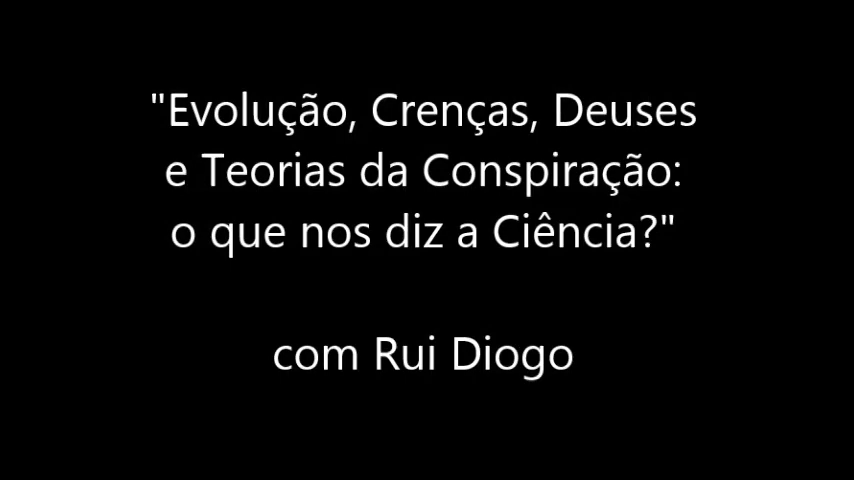 "Evolução, Crenças, Deuses
e Teorias da Conspiração:
o que nos diz a Ciência?"
com Rui Diogo